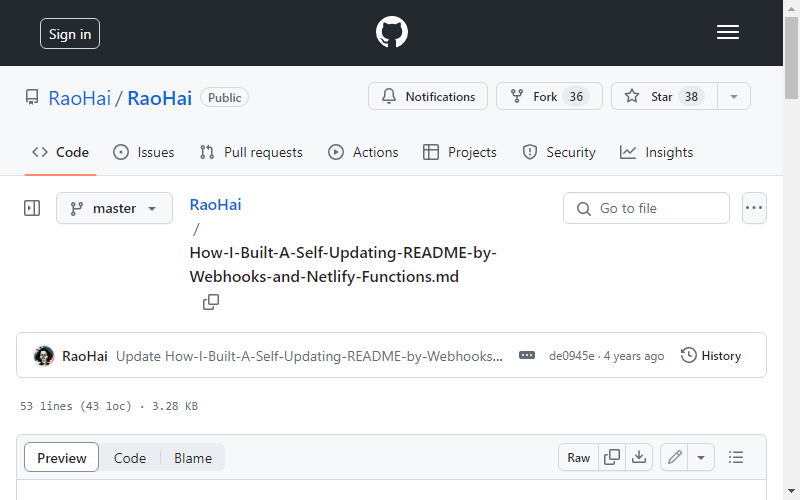 Sign in
RaoHai / RaoHai Public
Notifications Fork 36 Star 38
Code Issues Pull requests Actions Projects Security Insights
master RaoHai Go to file
/
How-I-Built-A-Self-Updating-README-by-
Webhooks-and-Netlify-Functions.md
RaoHai Update How-I-Built-A-Self-Updating-README-by-Webhooks... de0945e · 4 years ago History
53 lines (43 loc) · 3.28 KB
Preview Code Blame Raw